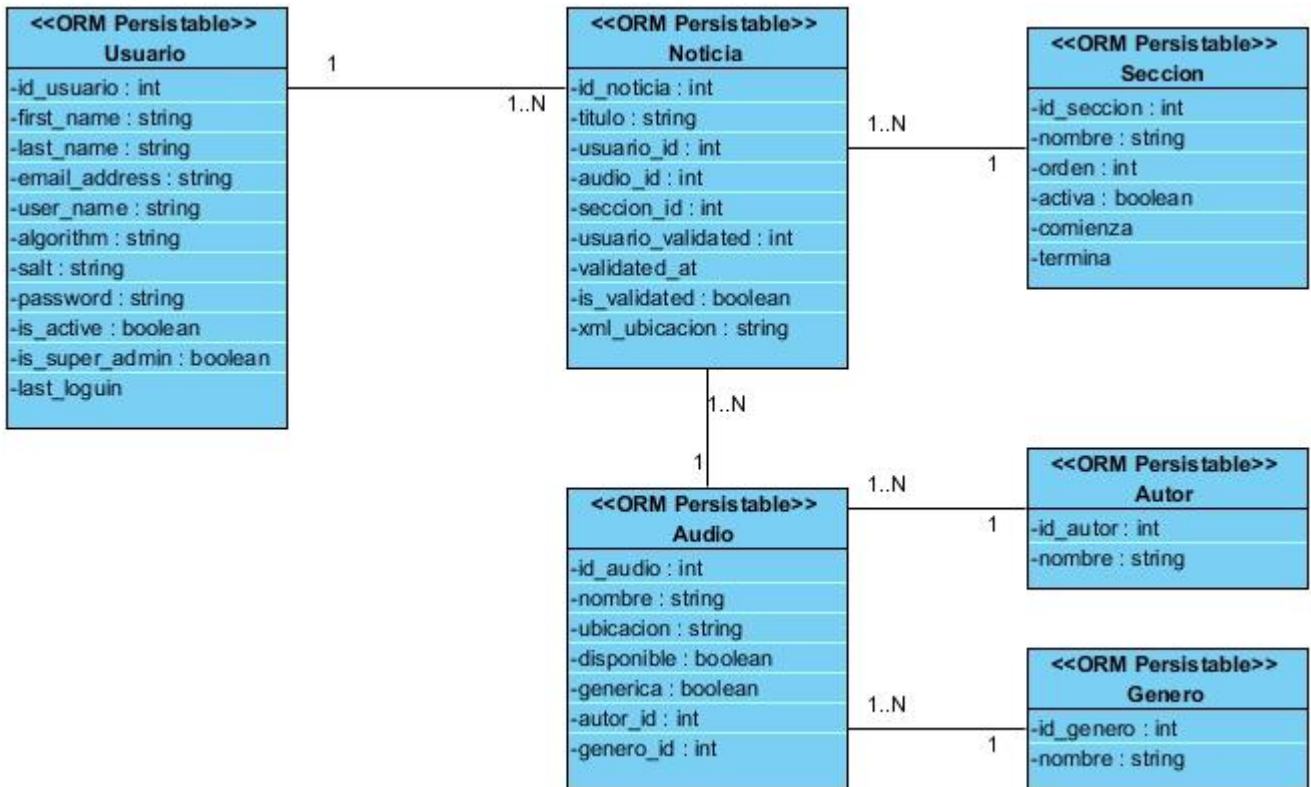 <<ORM Persistable>>
Usuario
-id_usuario : int
-first_name : string
-last_name : string
-email_address : string
-user_name : string
-algorithm : string
-salt : string
-password : string
-is_active : boolean
-is_super_admin : boolean
-last_loguin
1
1..N
<<ORM Persistable>>
Noticia
-id_noticia : int
-titulo : string
-usuario_id : int
-audio_id : int
-seccion_id : int
-usuario_validated : int
-validated_at
-is_validated : boolean
-xml_ubicacion : string
1..N
1
<<ORM Persistable>>
Seccion
-id_seccion : int
-nombre : string
-orden : int
-activa : boolean
-comienza
-termina
1..N
1
<<ORM Persistable>>
Audio
-id_audio : int
-nombre : string
-ubicacion : string
-disponible : boolean
-generica : boolean
-autor_id : int
-genero_id : int
1..N
1
<<ORM Persistable>>
Autor
-id_autor : int
-nombre : string
1..N
1
<<ORM Persistable>>
Genero
-id_genero : int
-nombre : string